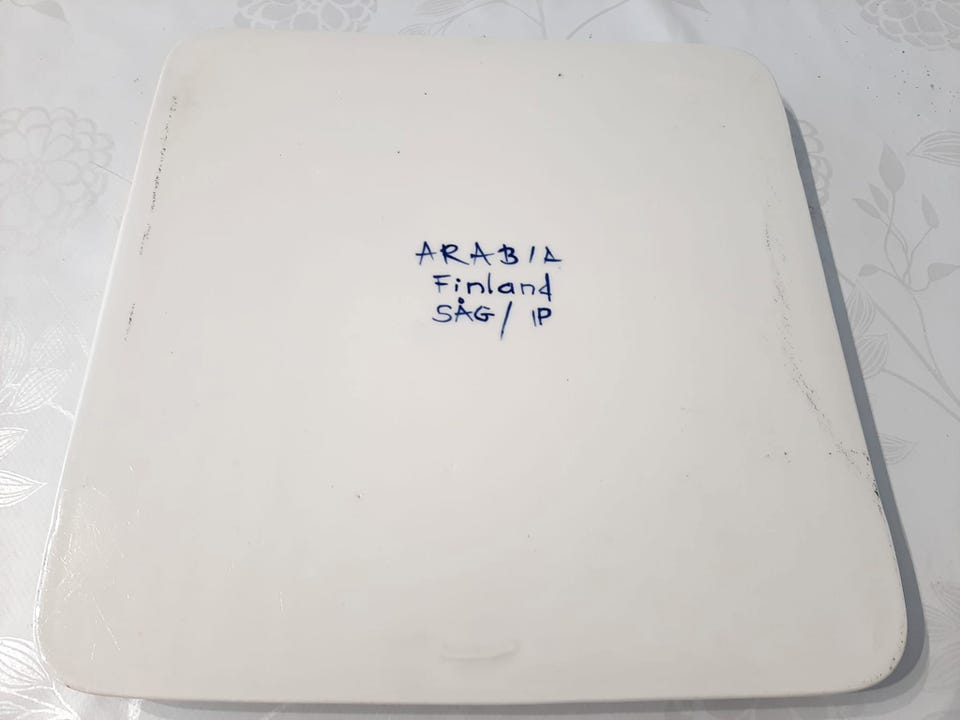 ARABIA
Finland
SÅG/ IP